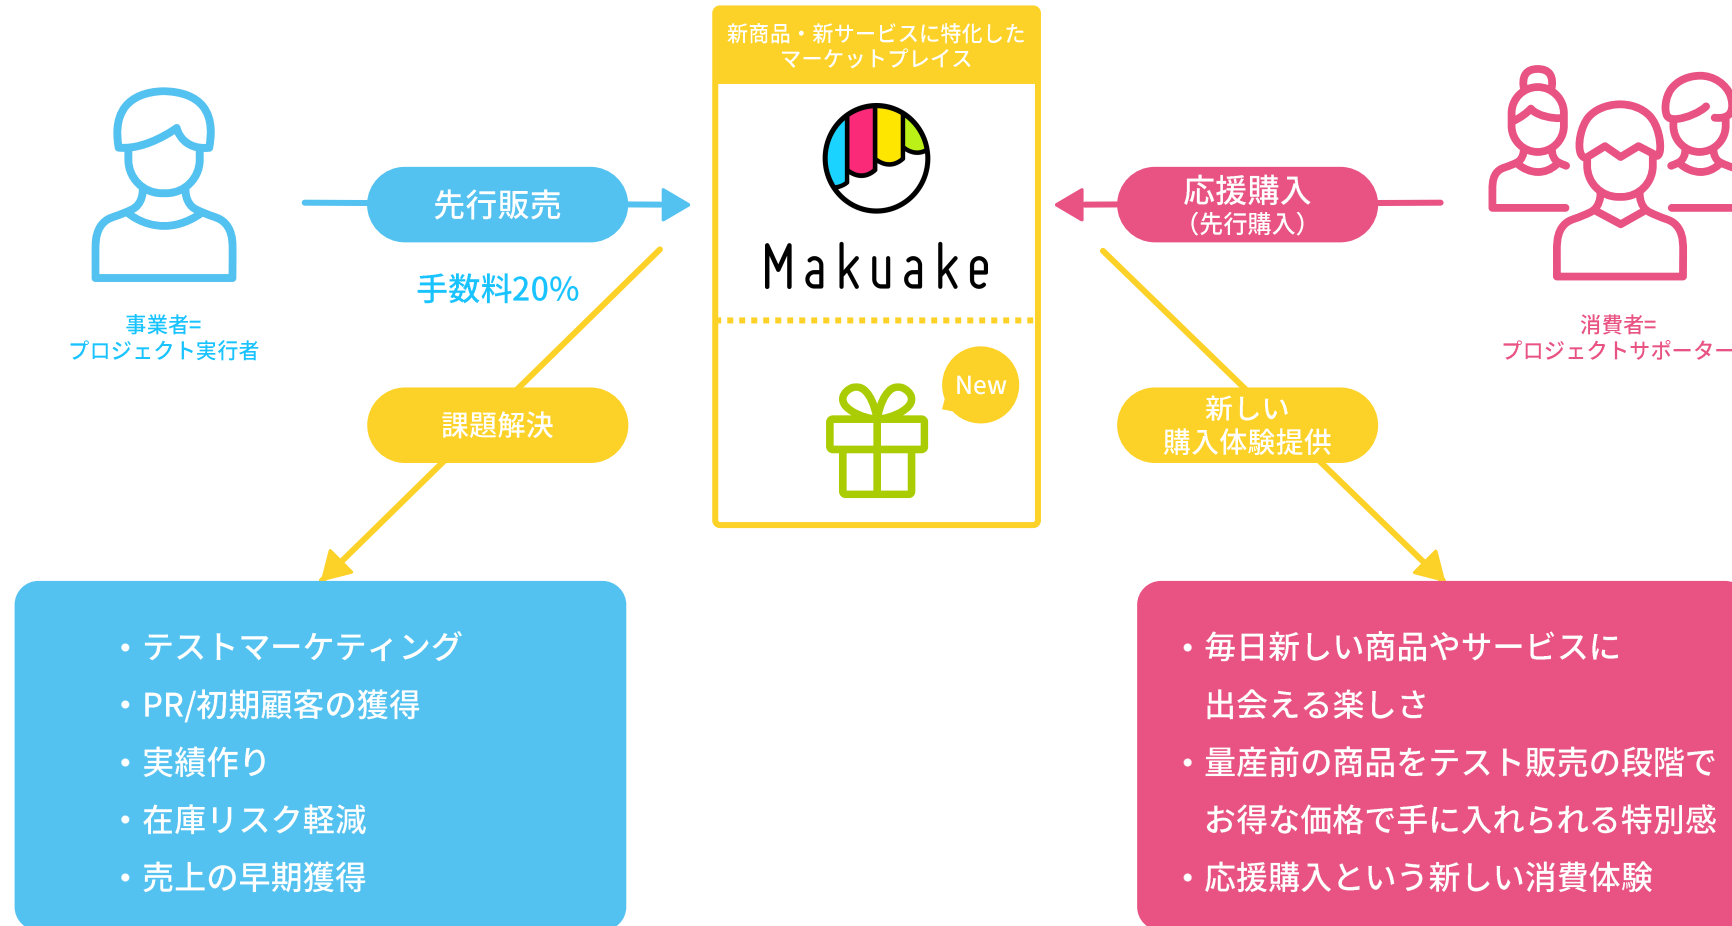 新商品・新サービスに特化した
マーケットプレイス
Makuake
先行販売
手数料20%
事業者=
プロジェクト実行者
応援購入
（先行購入）
消費者=
プロジェクトサポーター
New
課題解決
新しい
購入体験提供
・テストマーケティング
・PR/初期顧客の獲得
・実績作り
・在庫リスク軽減
・売上の早期獲得
・毎日新しい商品やサービスに
出会える楽しさ
・量産前の商品をテスト販売の段階で
お得な価格で手に入れられる特別感
・応援購入という新しい消費体験